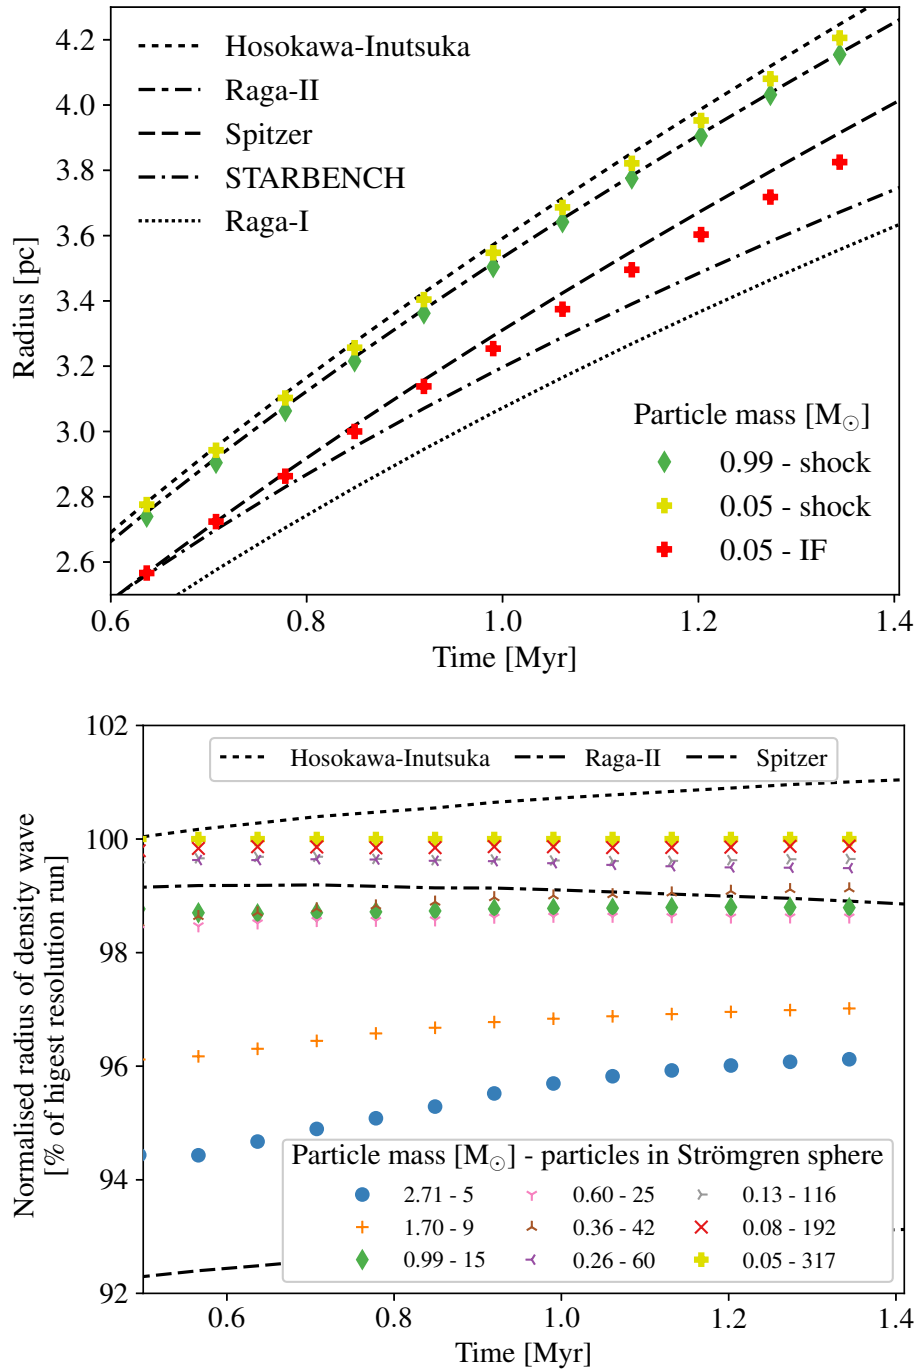 4.2
4.0
3.8
3.6
3.4
3.2
3.0
2.8
2.6
Radius [pc]
Hosokawa-Inutsuka
Raga-II
Spitzer
STARBENCH
Raga-I
Particle mass [M☉]
0.99 - shock
0.05 - shock
0.05 - IF
0.6 0.8 1.0 1.2 1.4
Time [Myr]
102
100
98
96
94
92
Normalised radius of density wave
[% of higest resolution run]
Hosokawa-Inutsuka Raga-II Spitzer
Particle mass [M☉] - particles in Strömgren sphere
2.71 - 5 0.60 - 25 0.13 - 116
1.70 - 9 0.36 - 42 0.08 - 192
0.99 - 15 0.26 - 60 0.05 - 317
0.6 0.8 1.0 1.2 1.4
Time [Myr]